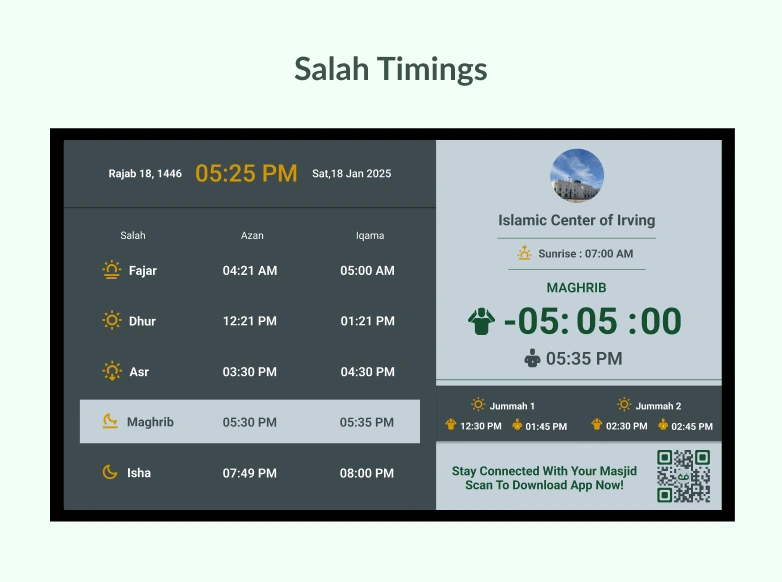 Salah Timings
Rajab 18, 1446 05:25 PM Sat,18 Jan 2025
Salah Azan Iqama
Fajar 04:21 AM 05:00 AM
Dhur 12:21 PM 01:21 PM
Asr 03:30 PM 04:30 PM
Maghrib 05:30 PM 05:35 PM
Isha 07:49 PM 08:00 PM
Islamic Center of Irving
Sunrise : 07:00 AM
MAGHRIB
-05: 05 :00
05:35 PM
Jummah 1
12:30 PM 01:45 PM
Jummah 2
02:30 PM 02:45 PM
Stay Connected With Your Masjid
Scan To Download App Now!